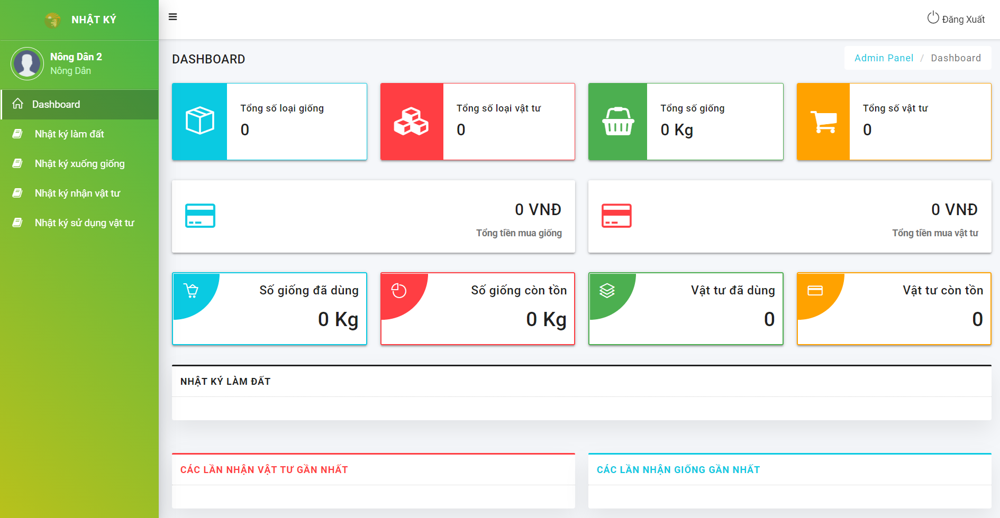 NHẬT KÝ
Nông Dân 2
Nông Dân
Dashboard
Nhật ký làm đất
Nhật ký xuống giống
Nhật ký nhận vật tư
Nhật ký sử dụng vật tư
Đăng Xuất
DASHBOARD
Admin Panel / Dashboard
Tổng số loại giống
0
Tổng số loại vật tư
0
Tổng số giống
0 Kg
Tổng số vật tư
0
0 VNĐ
Tổng tiền mua giống
0 VNĐ
Tổng tiền mua vật tư
Số giống đã dùng
0 Kg
Số giống còn tồn
0 Kg
Vật tư đã dùng
0
Vật tư còn tồn
0
NHẬT KÝ LÀM ĐẤT
CÁC LẦN NHẬN VẬT TƯ GẦN NHẤT
CÁC LẦN NHẬN GIỐNG GẦN NHẤT